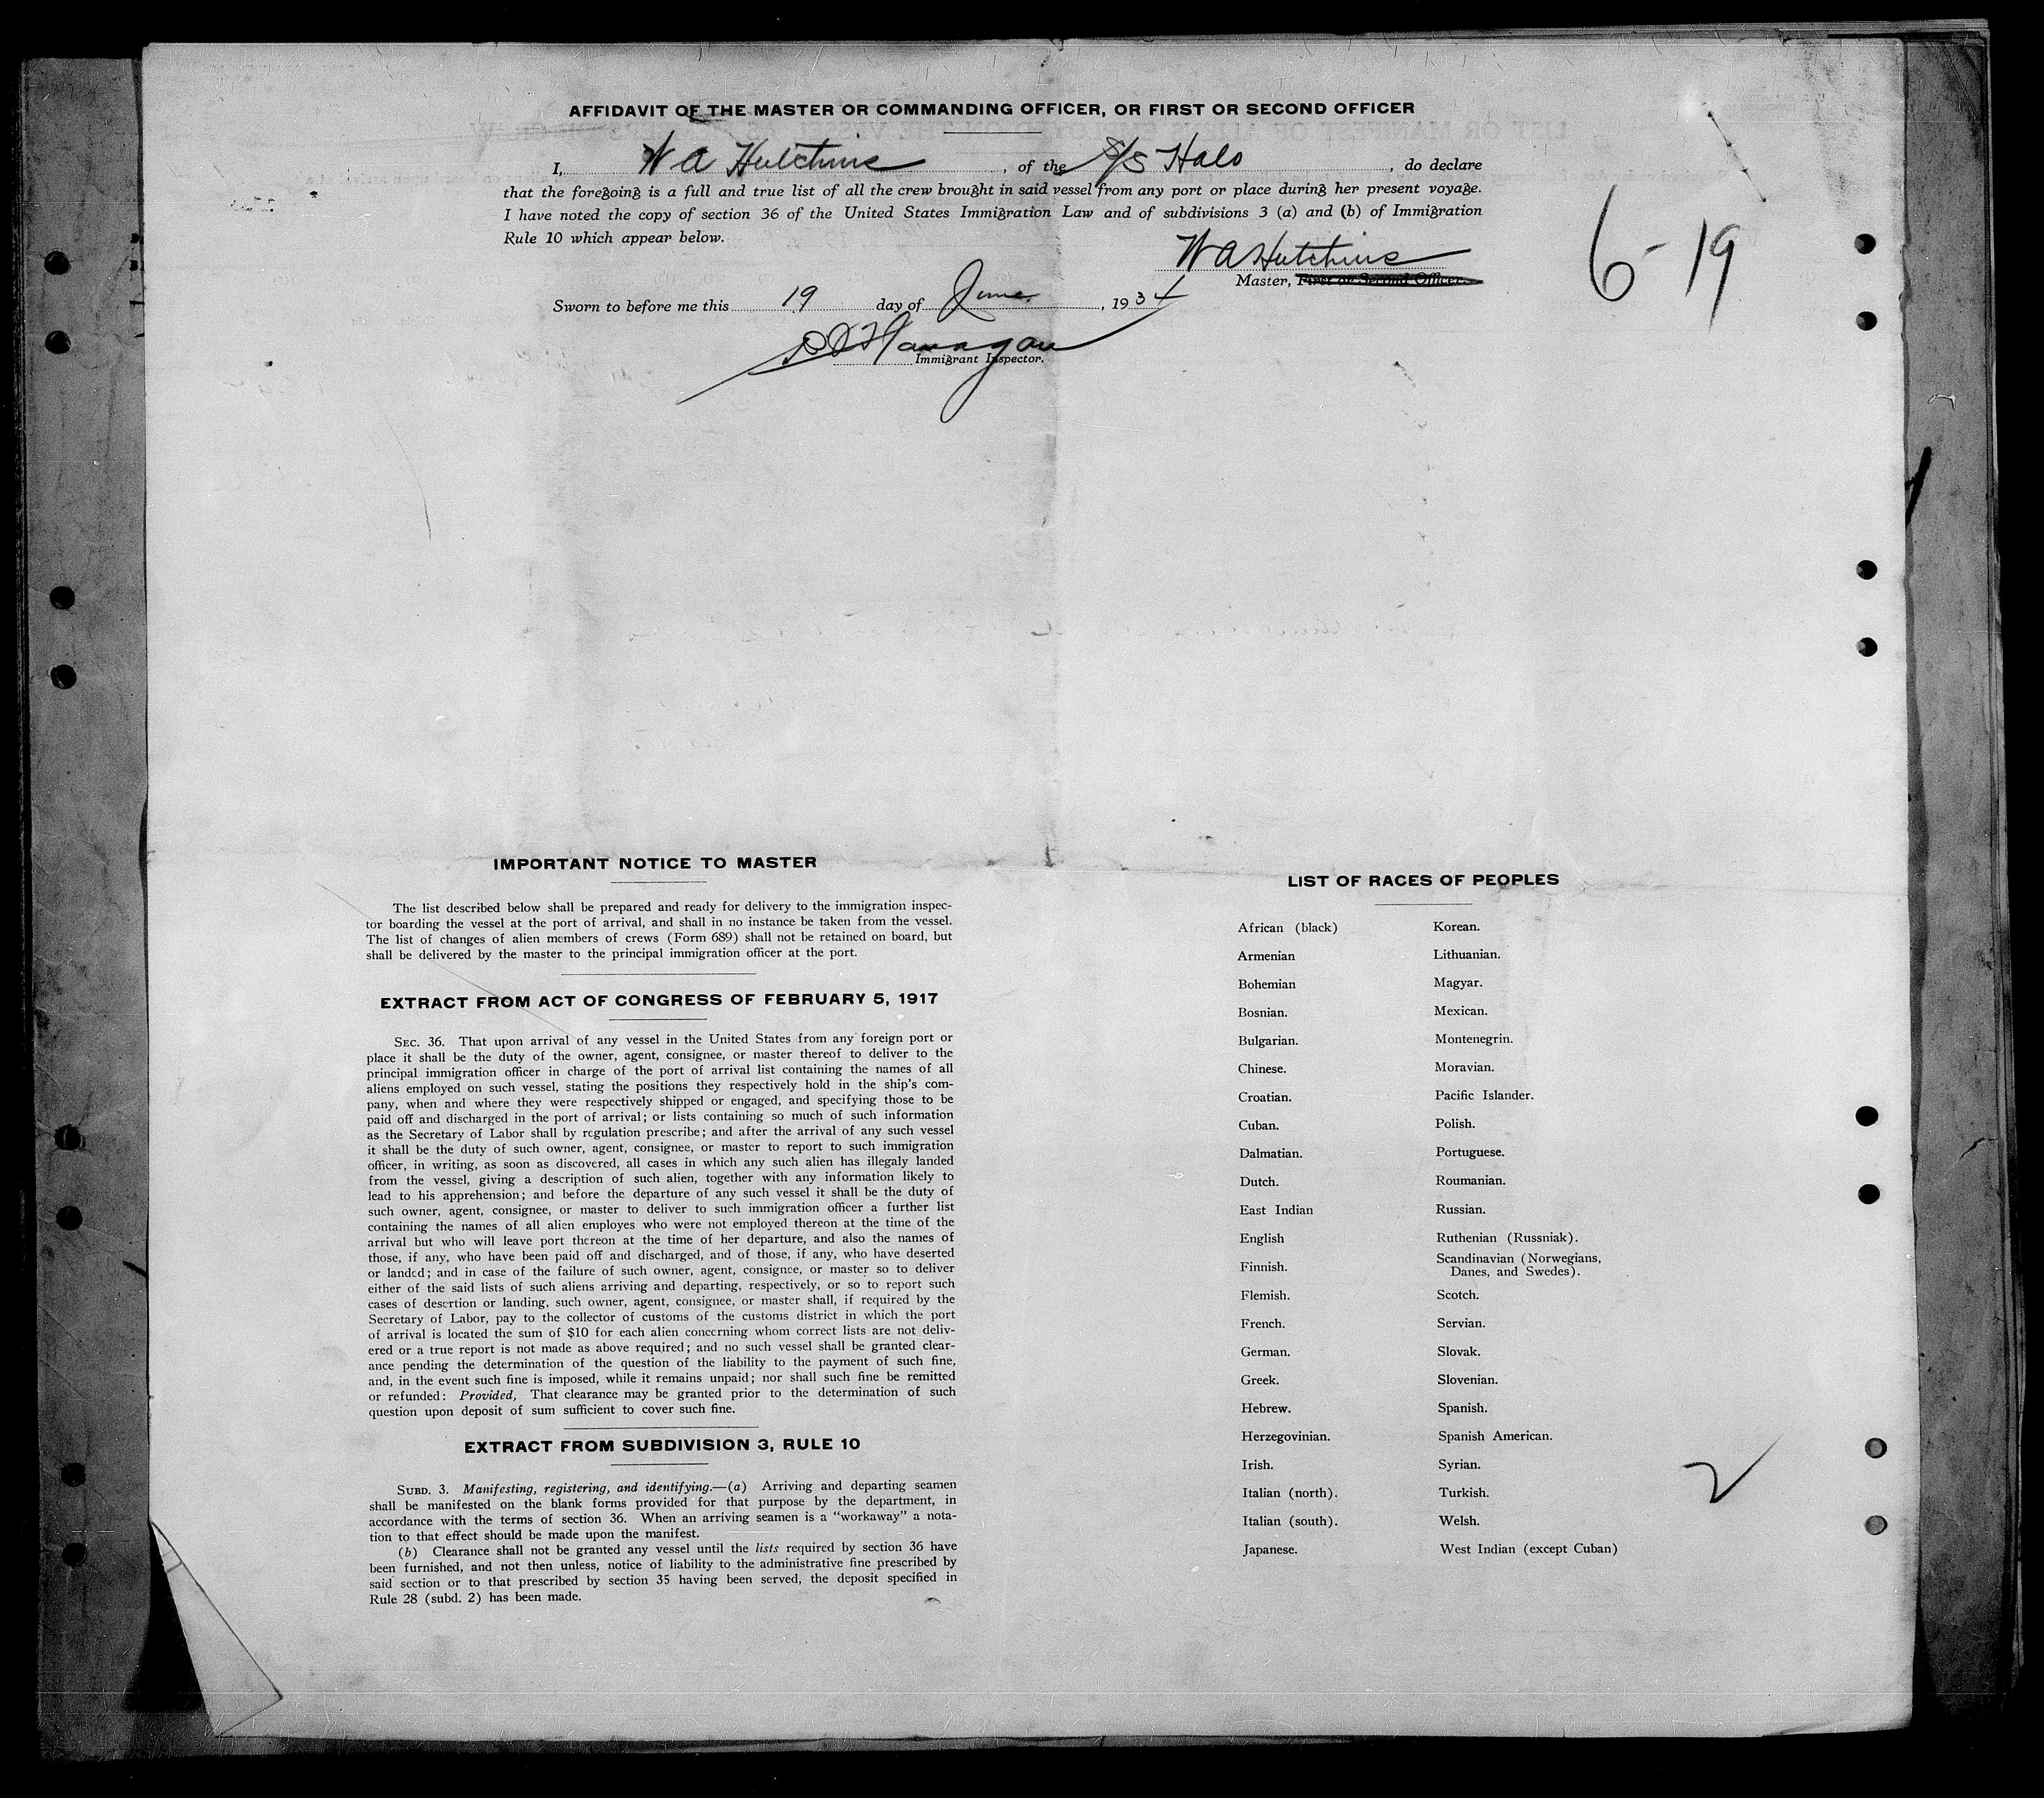 AFFIDAVIT OF THE MASTER OR COMMANDING OFFICER, OR FIRST OR SECOND OFFICER
I, W A Hutchins, of the S/S Halo, do declare
that the foregoing is a full and true list of all the crew brought in said vessel from any port or place during her present voyage.
I have noted the copy of section 36 of the United States Immigration Law and of subdivisions 3 (a) and (b) of Immigration
Rule 10 which appear below.
W A Hutchins
Master, First or Second Officer.
6-19
Sworn to before me this 19 day of June, 1934
Flanagan
Immigrant Inspector.
IMPORTANT NOTICE TO MASTER
The list described below shall be prepared and ready for delivery to the immigration inspec-
tor boarding the vessel at the port of arrival, and shall in no instance be taken from the vessel.
The list of changes of alien members of crews (Form 689) shall not be retained on board, but
shall be delivered by the master to the principal immigration officer at the port.
EXTRACT FROM ACT OF CONGRESS OF FEBRUARY 5, 1917
SEC. 36. That upon arrival of any vessel in the United States from any foreign port or
place it shall be the duty of the owner, agent, consignee, or master thereof to deliver to the
principal immigration officer in charge of the port of arrival list containing the names of all
aliens employed on such vessel, stating the positions they respectively hold in the ship's com-
pany, when and where they were respectively shipped or engaged, and specifying those to be
paid off and discharged in the port of arrival; or lists containing so much of such information
as the Secretary of Labor shall by regulation prescribe; and after the arrival of any such vessel
it shall be the duty of such owner, agent, consignee, or master to report to such immigration
officer, in writing, as soon as discovered, all cases in which any such alien has illegaly landed
from the vessel, giving a description of such alien, together with any information likely to
lead to his apprehension; and before the departure of any such vessel it shall be the duty of
such owner, agent, consignee, or master to deliver to such immigration officer a further list
containing the names of all alien employes who were not employed thereon at the time of the
arrival but who will leave port thereon at the time of her departure, and also the names of
those, if any, who have been paid off and discharged, and of those, if any, who have deserted
or landed; and in case of the failure of such owner, agent, consignee, or master so to deliver
either of the said lists of such aliens arriving and departing, respectively, or so to report such
cases of desertion or landing, such owner, agent, consignee, or master shall, if required by the
Secretary of Labor, pay to the collector of customs of the customs district in which the port
of arrival is located the sum of $10 for each alien concerning whom correct lists are not deliv-
ered or a true report is not made as above required; and no such vessel shall be granted clear-
ance pending the determination of the question of the liability to the payment of such fine,
and, in the event such fine is imposed, while it remains unpaid; nor shall such fine be remitted
or refunded: Provided, That clearance may be granted prior to the determination of such
question upon deposit of sum sufficient to cover such fine.
EXTRACT FROM SUBDIVISION 3, RULE 10
SUBD. 3. Manifesting, registering, and identifying.—(a) Arriving and departing seamen
shall be manifested on the blank forms provided for that purpose by the department, in
accordance with the terms of section 36. When an arriving seamen is a "workaway" a nota-
tion to that effect should be made upon the manifest.
(b) Clearance shall not be granted any vessel until the lists required by section 36 have
been furnished, and not then unless, notice of liability to the administrative fine prescribed by
said section or to that prescribed by section 35 having been served, the deposit specified in
Rule 28 (subd. 2) has been made.
LIST OF RACES OF PEOPLES
African (black) Korean.
Armenian Lithuanian.
Bohemian Magyar.
Bosnian. Mexican.
Bulgarian. Montenegrin.
Chinese. Moravian.
Croatian. Pacific Islander.
Cuban. Polish.
Dalmatian. Portuguese.
Dutch. Roumanian.
East Indian Russian.
English Ruthenian (Russniak).
Finnish. Scandinavian (Norwegians,
Danes, and Swedes).
Flemish. Scotch.
French. Servian.
German. Slovak.
Greek. Slovenian.
Hebrew. Spanish.
Herzegovinian. Spanish American.
Irish. Syrian.
Italian (north). Turkish.
Italian (south). Welsh.
Japanese. West Indian (except Cuban)
2